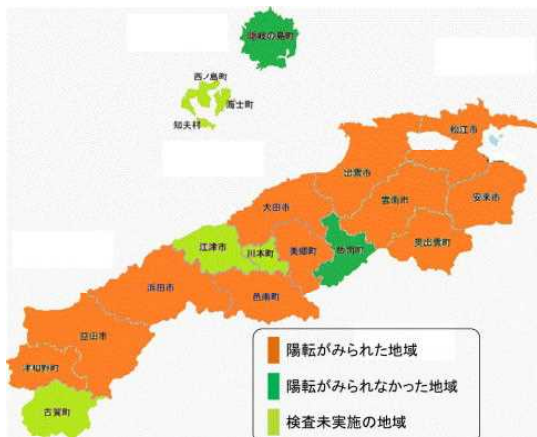 隠岐の島町
西ノ島町
海士町
知夫村
松江市
出雲市
安来市
雲南市
大田市
奥出雲町
飯南町
美郷町
江津市
川本町
浜田市
邑南町
益田市
津和野町
吉賀町
陽転がみられた地域
陽転がみられなかった地域
検査未実施の地域